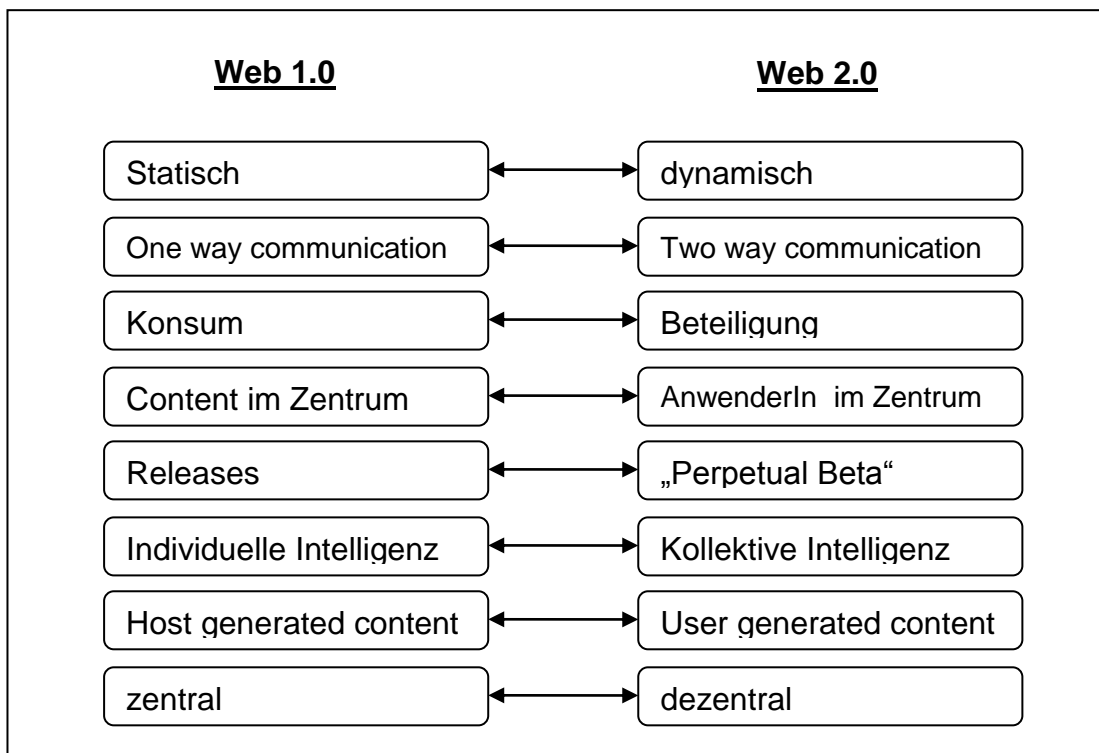 Web 1.0 Web 2.0
Statisch dynamisch
One way communication Two way communication
Konsum Beteiligung
Content im Zentrum AnwenderIn im Zentrum
Releases „Perpetual Beta“
Individuelle Intelligenz Kollektive Intelligenz
Host generated content User generated content
zentral dezentral